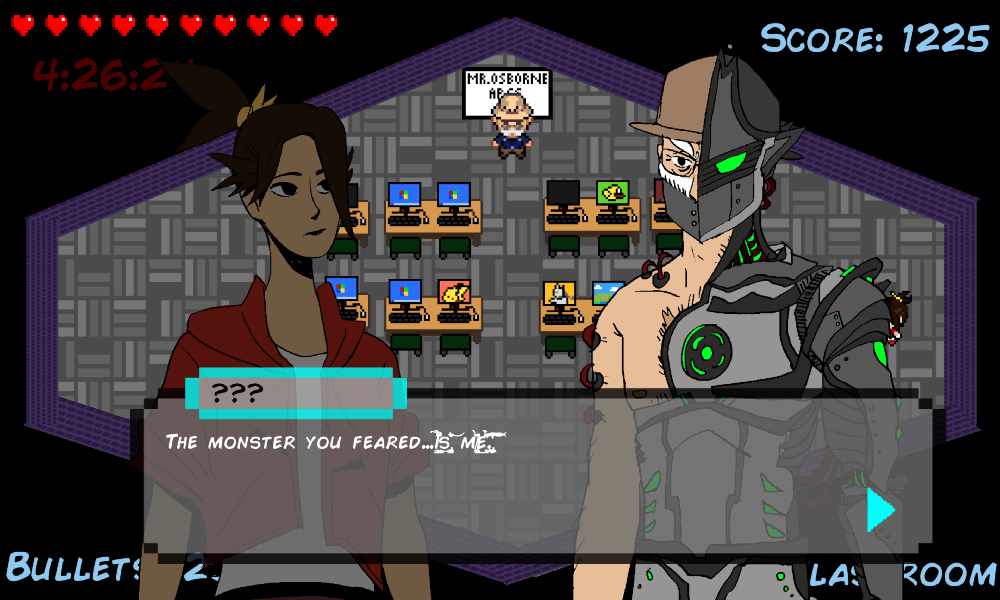 Score: 1225
4:26:2
MR.OSBORNE
???
The monster you feared...is me.
Bullets
room